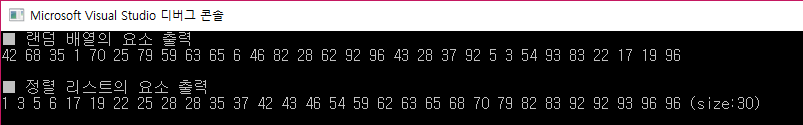 Microsoft Visual Studio 디버그 콘솔
■ 랜덤 배열의 요소 출력
42 68 35 1 70 25 79 59 63 65 6 46 82 28 62 92 96 43 28 37 92 5 3 54 93 83 22 17 19 96
■ 정렬 리스트의 요소 출력
1 3 5 6 17 19 22 25 28 28 35 37 42 43 46 54 59 62 63 65 68 70 79 82 83 92 92 93 96 96 (size:30)